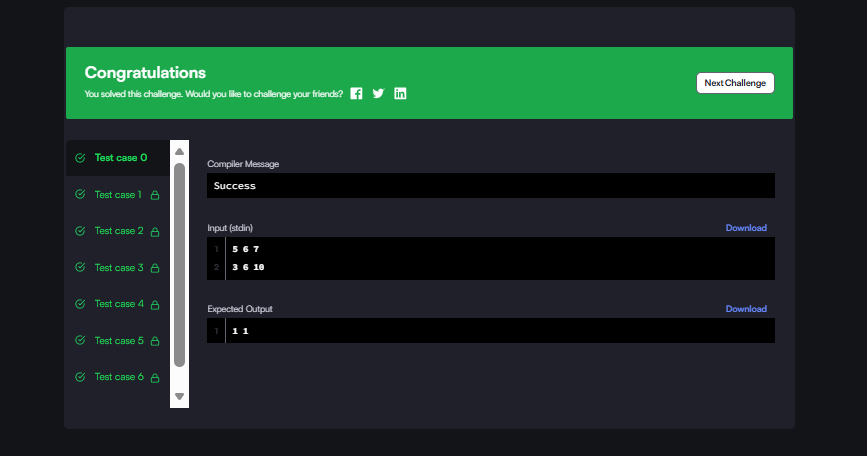 Congratulations
You solved this challenge. Would you like to challenge your friends?
Next Challenge
Test case 0
Test case 1
Test case 2
Test case 3
Test case 4
Test case 5
Test case 6
Compiler Message
Success
Input (stdin)
Download
1 5 6 7
2 3 6 10
Expected Output
Download
1 1 1